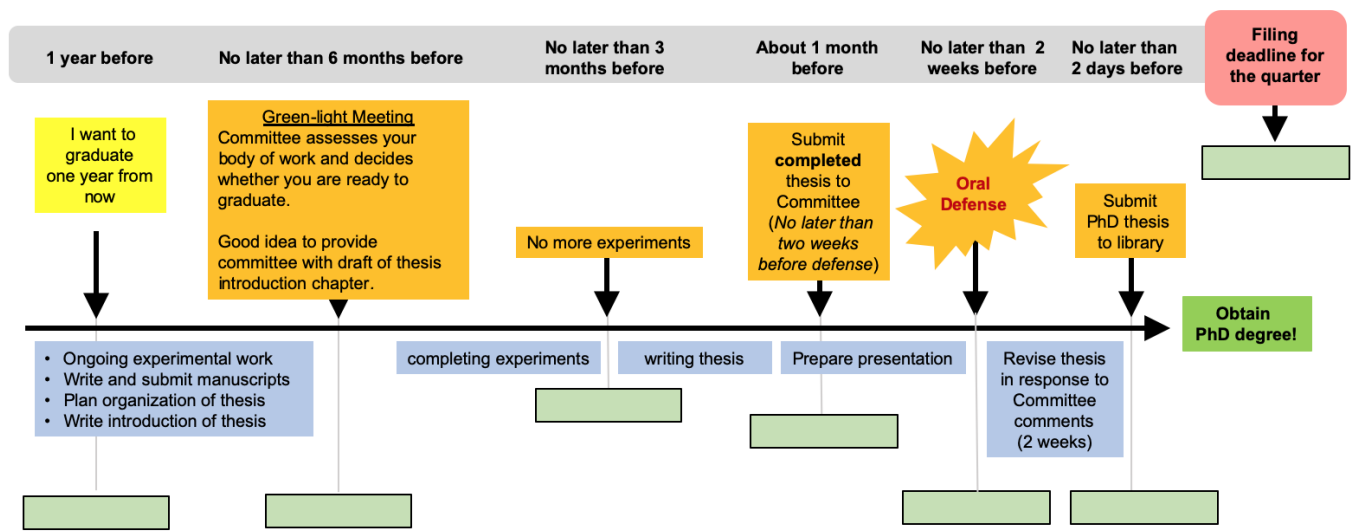 1 year before
No later than 6 months before
No later than 3
months before
About 1 month
before
No later than  2
weeks before
No later than
2 days before
Filing
deadline for
the quarter
I want to
graduate
one year from
now
Green-light Meeting
Committee assesses your
body of work and decides
whether you are ready to
graduate.
Good idea to provide
committee with draft of thesis
introduction chapter.
No more experiments
Submit
completed
thesis to
Committee
(No later than
two weeks
before defense)
Oral
Defense
Submit
PhD thesis
to library
Obtain
PhD degree!
• Ongoing experimental work
• Write and submit manuscripts
• Plan organization of thesis
• Write introduction of thesis
completing experiments
writing thesis
Prepare presentation
Revise thesis
in response to
Committee
comments
(2 weeks)